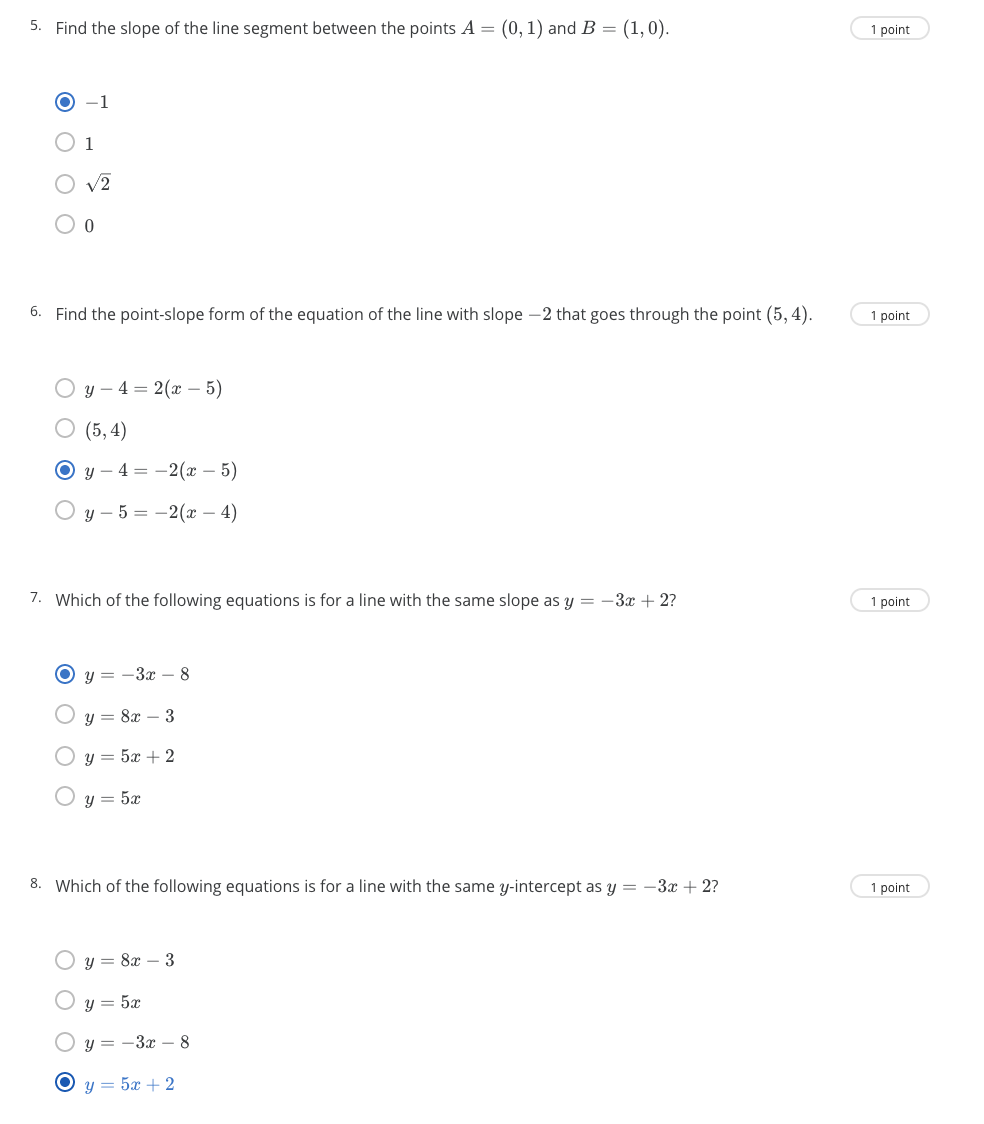 5. Find the slope of the line segment between the points A = (0, 1) and B = (1, 0). 1 point
−1
1
√2
0
6. Find the point-slope form of the equation of the line with slope −2 that goes through the point (5, 4). 1 point
y − 4 = 2(x − 5)
(5, 4)
y − 4 = −2(x − 5)
y − 5 = −2(x − 4)
7. Which of the following equations is for a line with the same slope as y = −3x + 2? 1 point
y = −3x − 8
y = 8x − 3
y = 5x + 2
y = 5x
8. Which of the following equations is for a line with the same y-intercept as y = −3x + 2? 1 point
y = 8x − 3
y = 5x
y = −3x − 8
y = 5x + 2